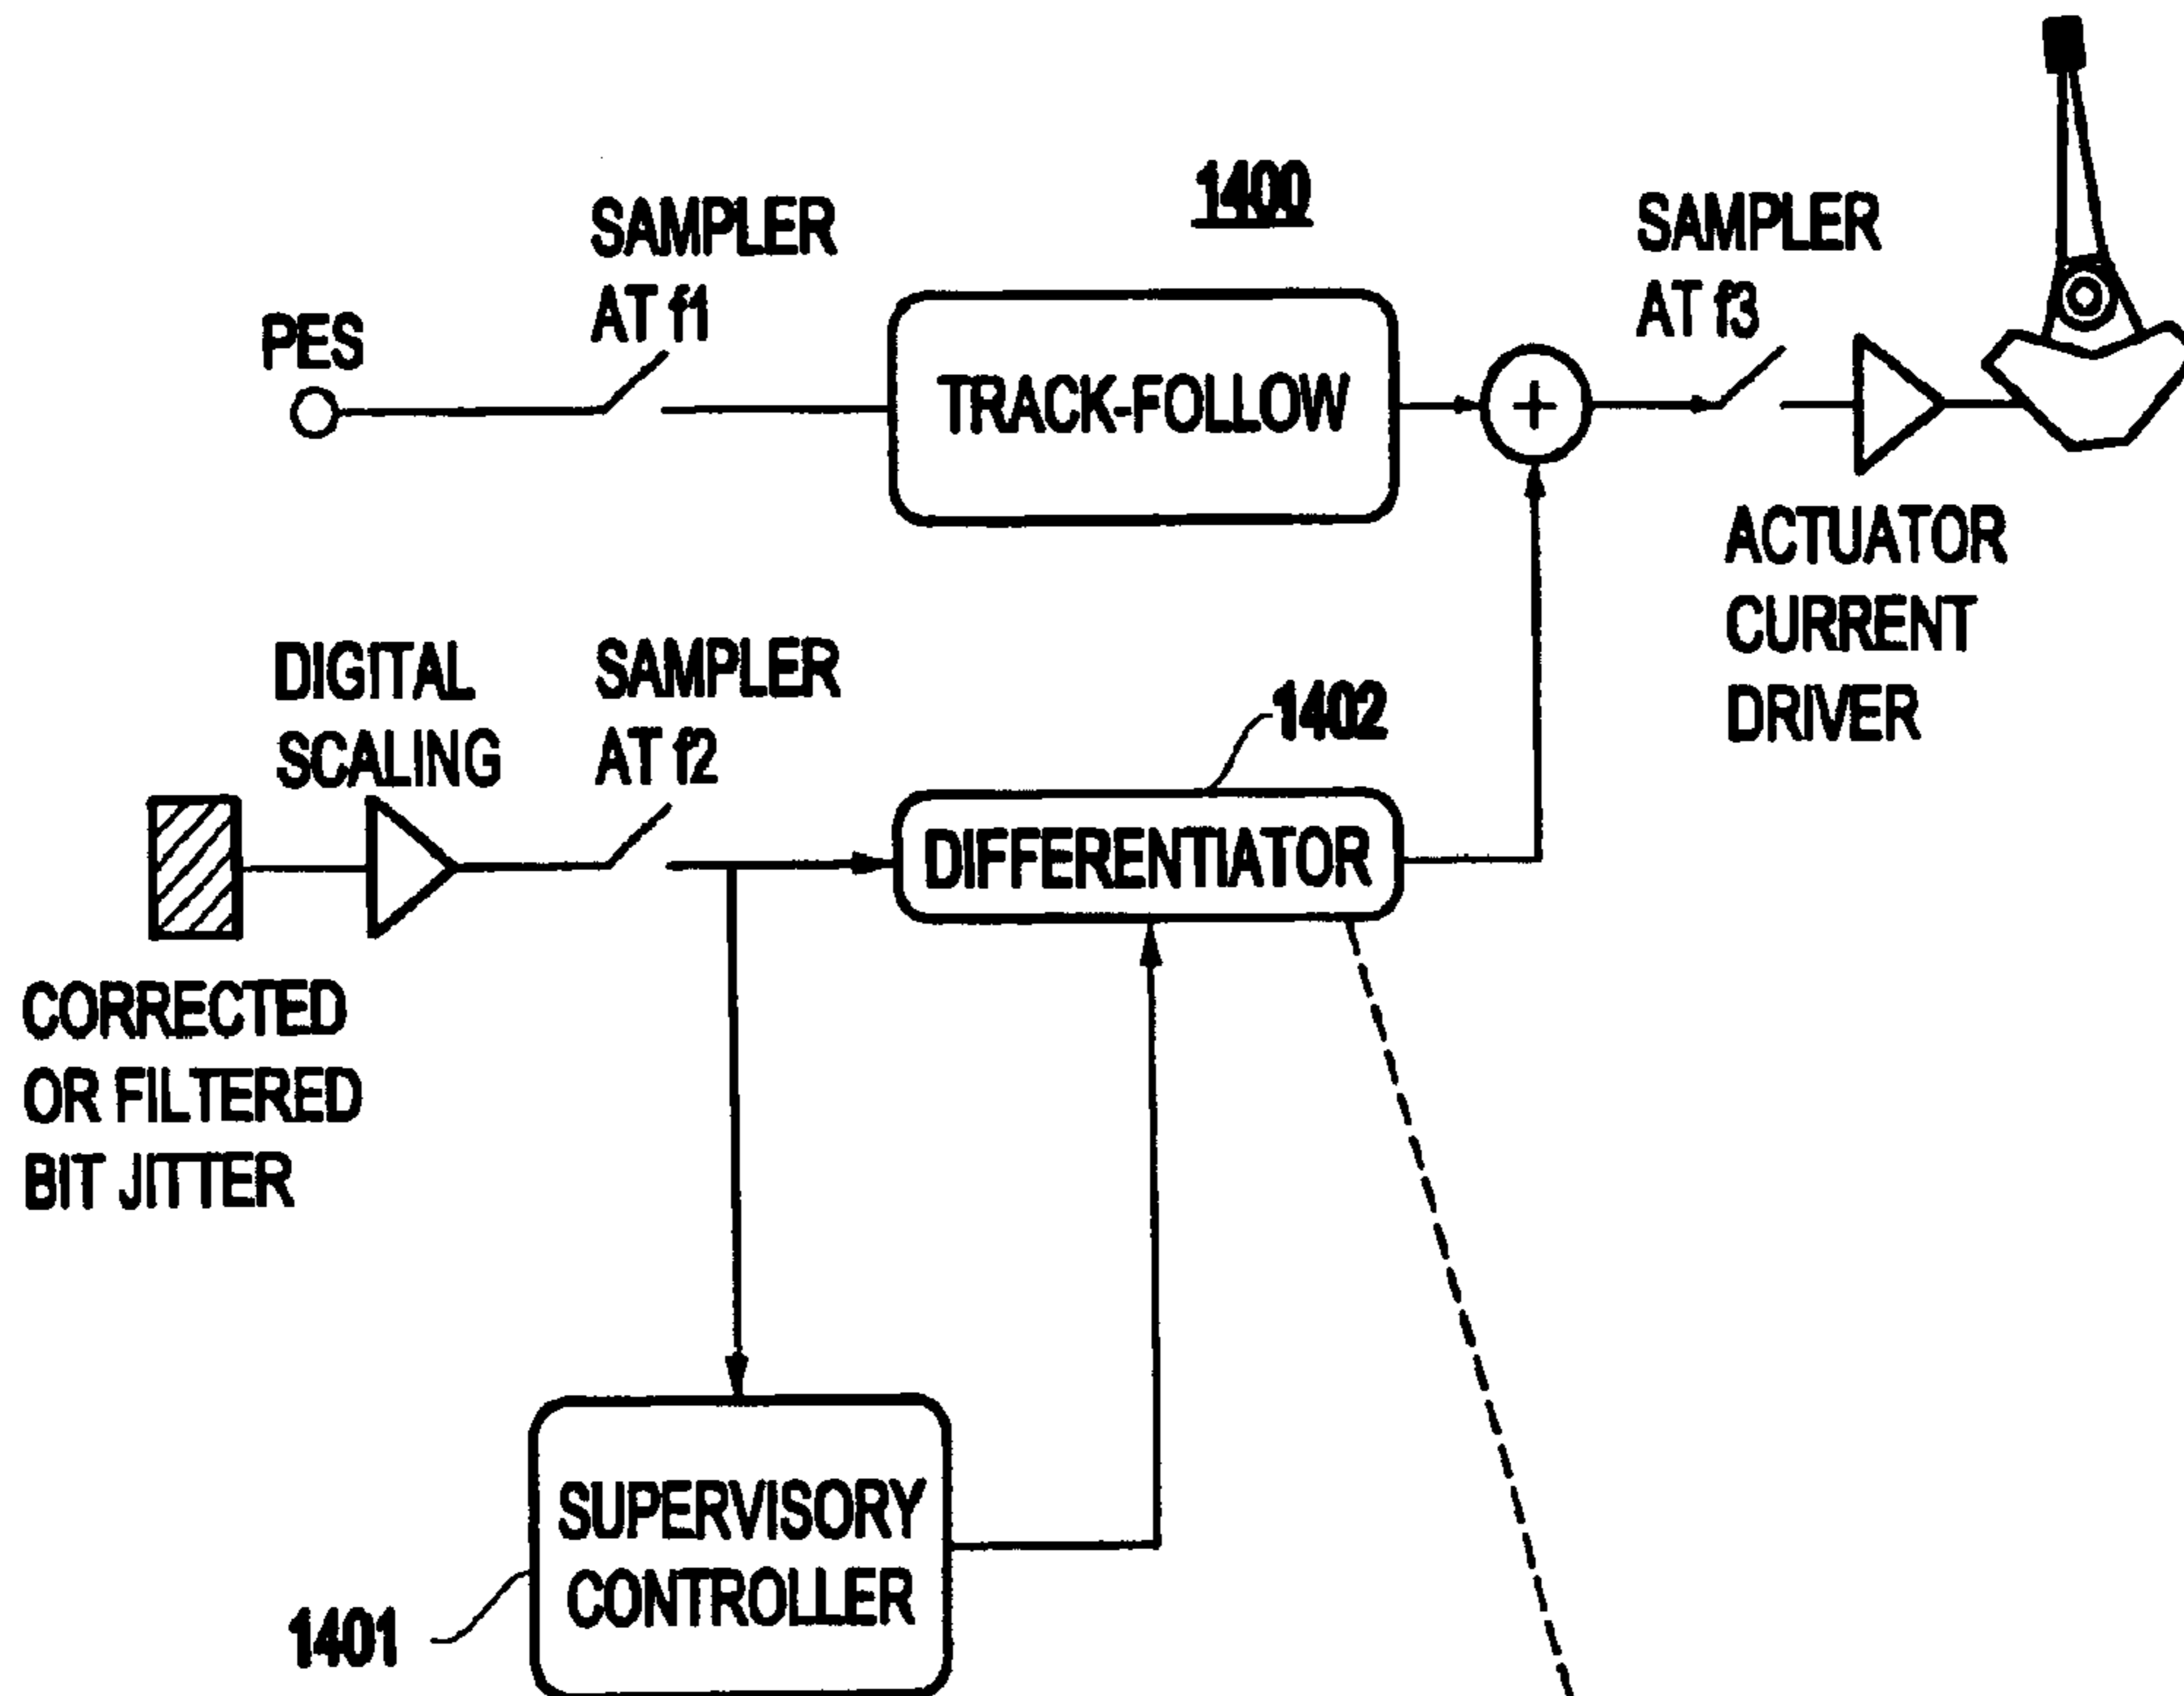 1400
SAMPLER
AT f1
SAMPLER
AT f3
PES
TRACK-FOLLOW
+
ACTUATOR
CURRENT
DRIVER
DIGITAL
SCALING
SAMPLER
AT f2
1402
DIFFERENTIATOR
CORRECTED
OR FILTERED
BIT JITTER
SUPERVISORY
CONTROLLER
1401